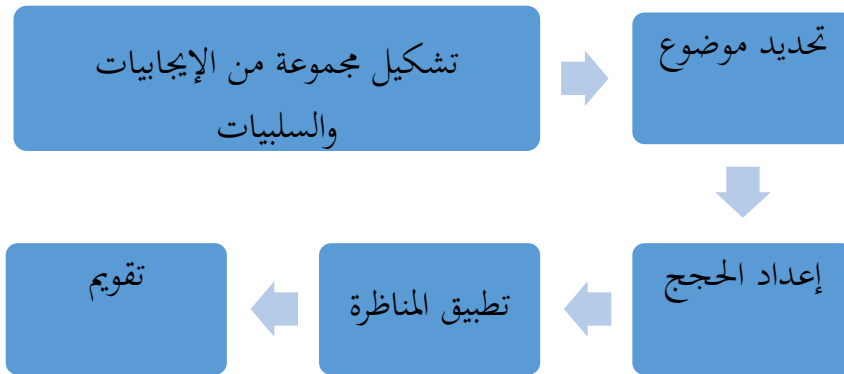 تشكيل مجموعة من الإيجابيات
والسلبيات
تحديد موضوع
إعداد الحجج
تطبيق المناظرة
تقويم